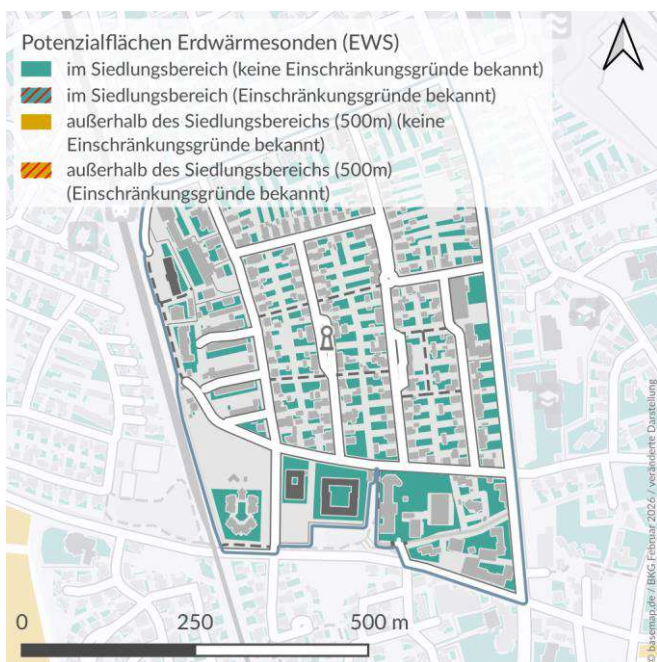 Potenzialflächen Erdwärmesonden (EWS)
im Siedlungsbereich (keine Einschränkungsgründe bekannt)
im Siedlungsbereich (Einschränkungsgründe bekannt)
außerhalb des Siedlungsbereichs (500m) (keine
Einschränkungsgründe bekannt)
außerhalb des Siedlungsbereichs (500m)
(Einschränkungsgründe bekannt)
© basemap.de / BKG Februar 2026 / veränderte Darstellung
0 250 500 m